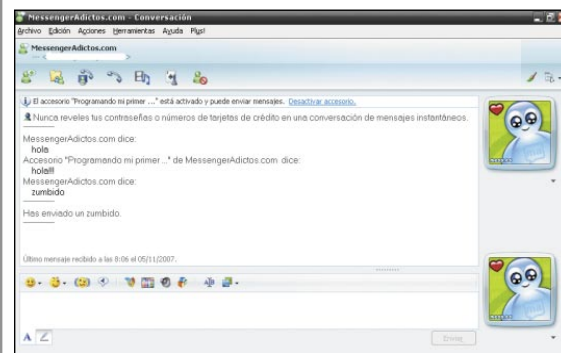 MessengerAdictos.com - Conversación
Archivo Edición Acciones Herramientas Ayuda Plus!
MessengerAdictos.com
El accesorio "Programando mi primer ..." está activado y puede enviar mensajes. Desactivar accesorio.
Nunca reveles tus contraseñas o números de tarjetas de crédito en una conversación de mensajes instantáneos.
MessengerAdictos.com dice:
hola
Accesorio "Programando mi primer ..." de MessengerAdictos.com dice:
hola!!!
MessengerAdictos.com dice:
zumbido
Has enviado un zumbido.
Último mensaje recibido a las 8:06 el 05/11/2007.
A
Enviar